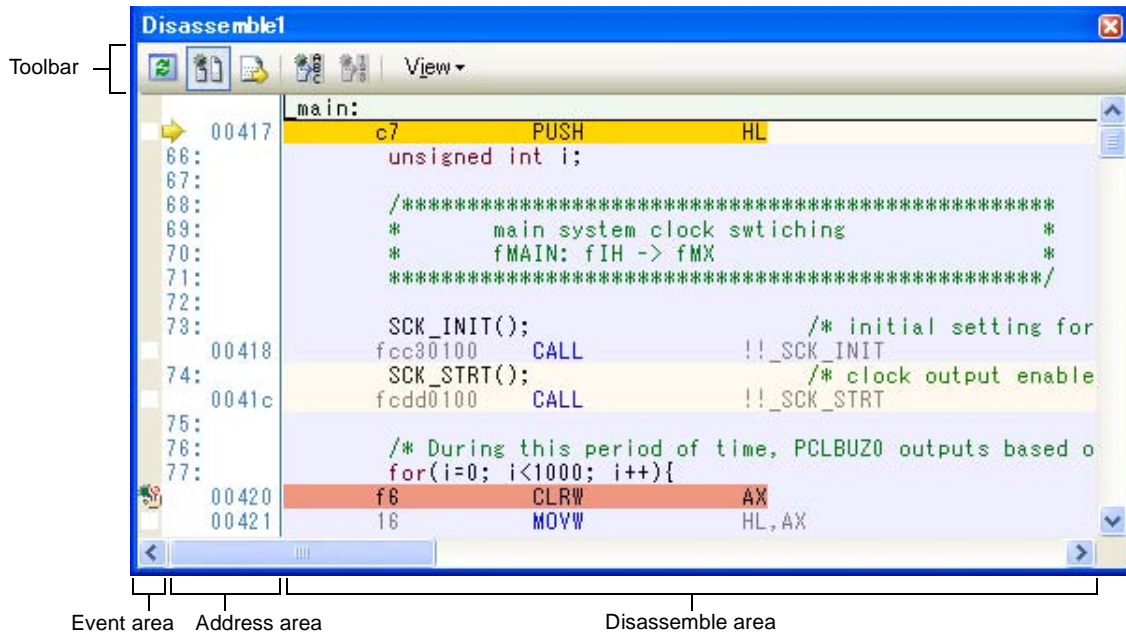 Disassemble1
Toolbar
View
_main:
00417 c7 PUSH HL
66: unsigned int i;
67:
68: /**************************************************
69: * main system clock swtiching *
70: * fMAIN: fIH -> fMX *
71: **************************************************/
72:
73: SCK_INIT(); /* initial setting for
00418 fcc30100 CALL !!_SCK_INIT
74: SCK_STRT(); /* clock output enable
0041c fcdd0100 CALL !!_SCK_STRT
75:
76: /* During this period of time, PCLBUZ0 outputs based o
77: for(i=0; i<1000; i++){
00420 f6 CLRW AX
00421 16 MOVW HL,AX
Event area Address area Disassemble area